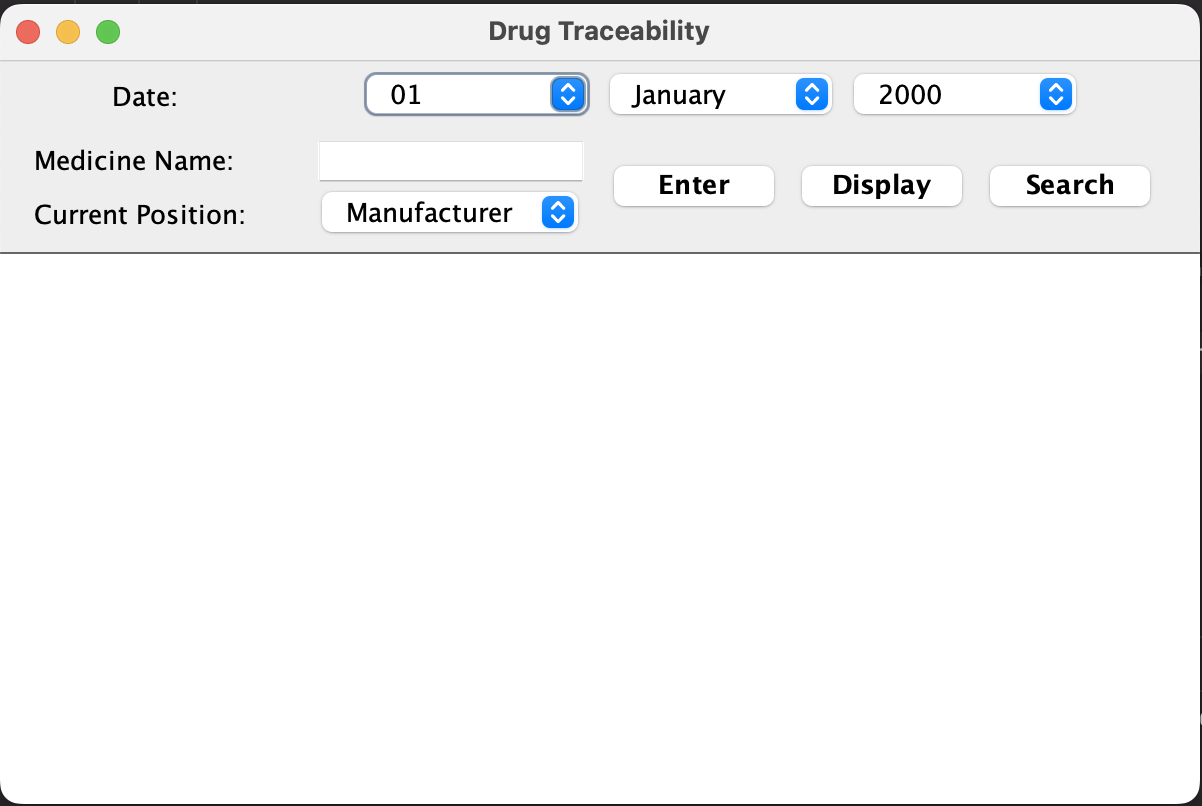 Drug Traceability
Date: 01 January 2000
Medicine Name:
Enter Display Search
Current Position: Manufacturer